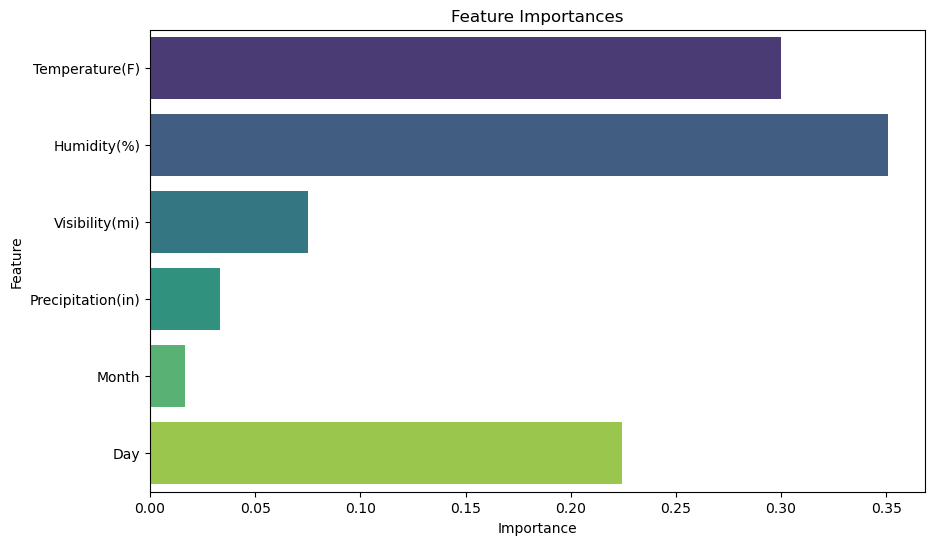 Feature Importances
Temperature(F)
Humidity(%)
Visibility(mi)
Precipitation(in)
Month
Day
Feature
0.00 0.05 0.10 0.15 0.20 0.25 0.30 0.35
Importance